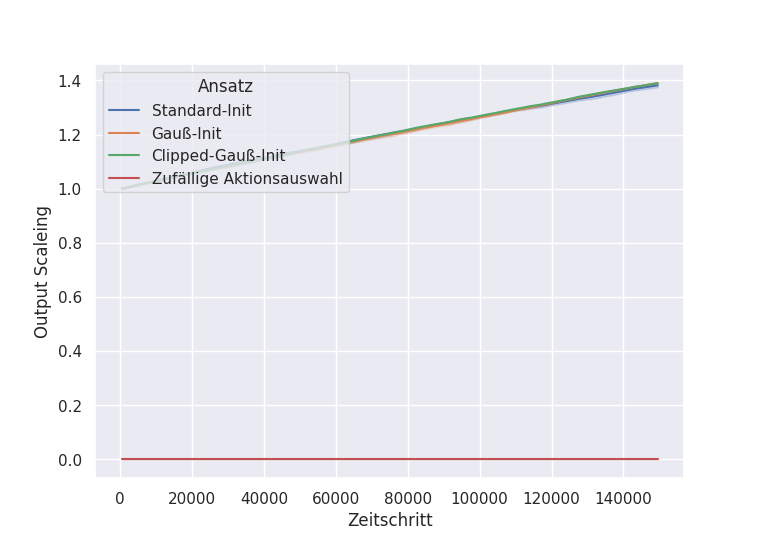 Ansatz
Standard-Init
Gauß-Init
Clipped-Gauß-Init
Zufällige Aktionsauswahl
1.4
1.2
1.0
0.8
0.6
0.4
0.2
0.0
Output Scaleing
0 20000 40000 60000 80000 100000 120000 140000
Zeitschritt